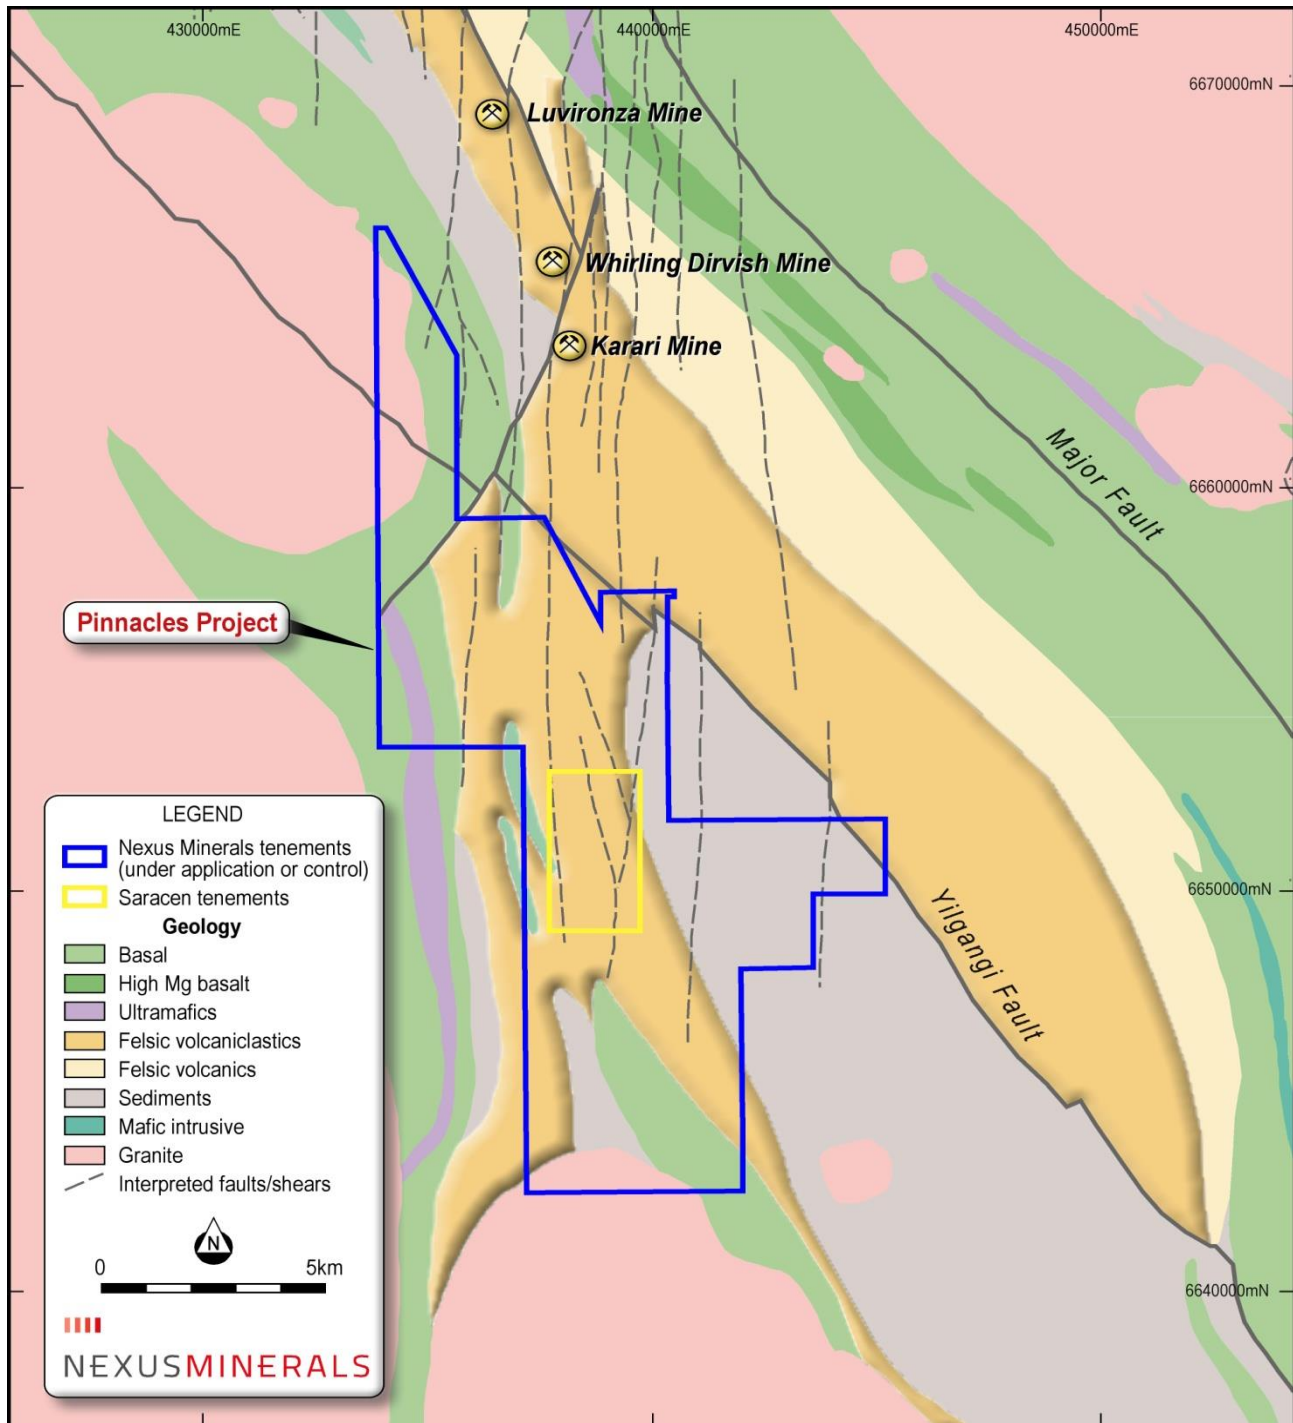 430000mE
440000mE
450000mE
6670000mN
Luvironza Mine
Whirling Dirvish Mine
Karari Mine
Major Fault
6660000mN
Pinnacles Project
LEGEND
Nexus Minerals tenements
(under application or control)
Saracen tenements
Geology
Basal
High Mg basalt
Ultramafics
Felsic volcaniclastics
Felsic volcanics
Sediments
Mafic intrusive
Granite
Interpreted faults/shears
N
0 5km
NEXUSMINERALS
6650000mN
Yilgangi Fault
6640000mN